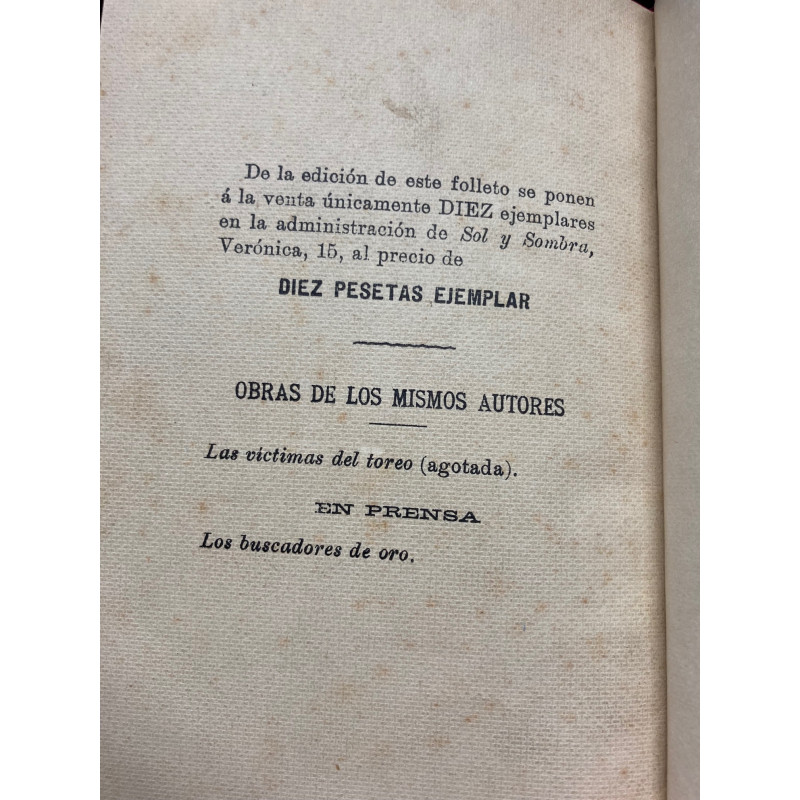 De la edición de este folleto se ponen
á la venta únicamente DIEZ ejemplares
en la administración de Sol y Sombra,
Verónica, 15, al precio de
DIEZ PESETAS EJEMPLAR
OBRAS DE LOS MISMOS AUTORES
Las víctimas del toreo (agotada).
EN PRENSA
Los buscadores de oro.